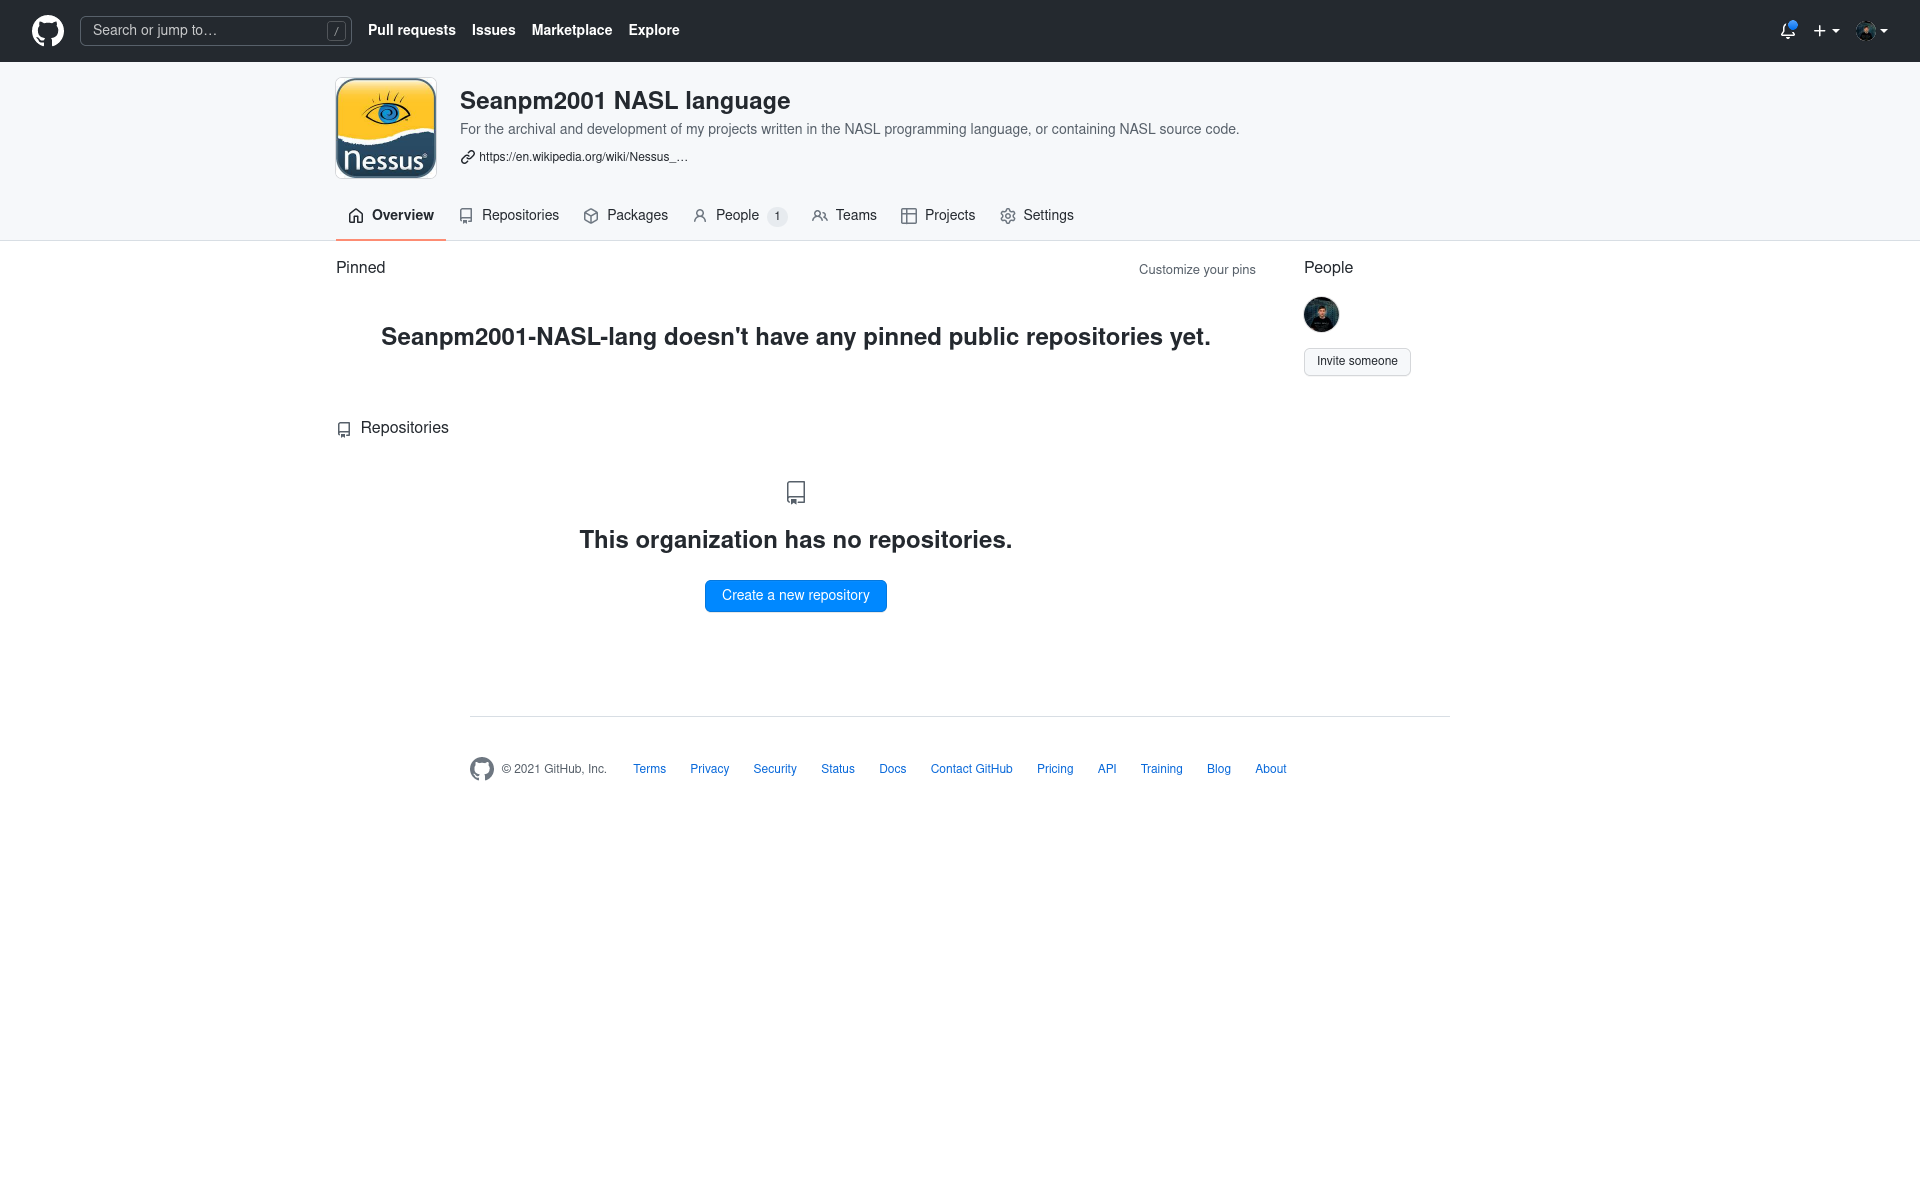 Search or jump to… /
Pull requests
Issues
Marketplace
Explore
nessus®
Seanpm2001 NASL language
For the archival and development of my projects written in the NASL programming language, or containing NASL source code.
https://en.wikipedia.org/wiki/Nessus_…
Overview
Repositories
Packages
People 1
Teams
Projects
Settings
Pinned
Customize your pins
People
Seanpm2001-NASL-lang doesn't have any pinned public repositories yet.
Invite someone
Repositories
This organization has no repositories.
Create a new repository
© 2021 GitHub, Inc.
Terms
Privacy
Security
Status
Docs
Contact GitHub
Pricing
API
Training
Blog
About